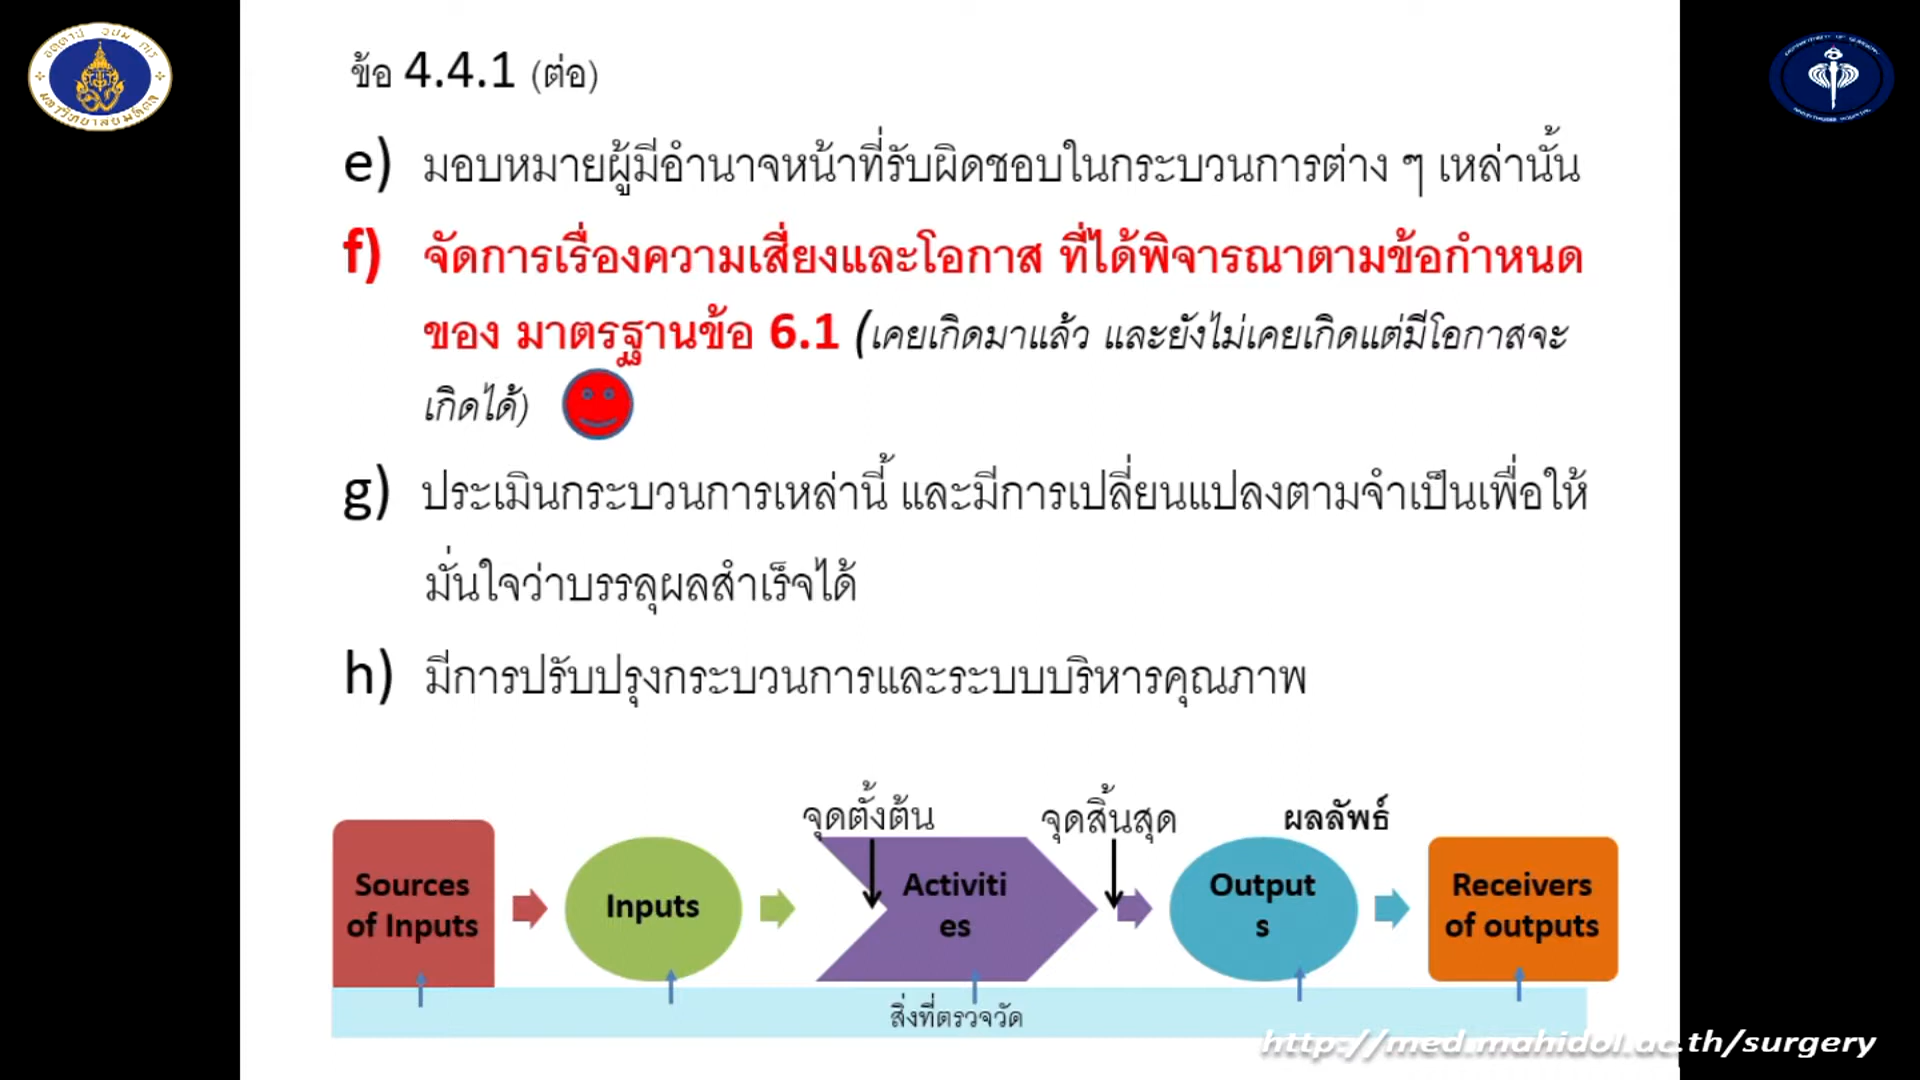 ข้อ 4.4.1 (ต่อ)
e) มอบหมายผู้มีอำนาจหน้าที่รับผิดชอบในกระบวนการต่าง ๆ เหล่านั้น
f) จัดการเรื่องความเสี่ยงและโอกาส ที่ได้พิจารณาตามข้อกำหนด
ของ มาตรฐานข้อ 6.1 (เคยเกิดมาแล้ว และยังไม่เคยเกิดแต่มีโอกาสจะ
เกิดได้)
g) ประเมินกระบวนการเหล่านี้ และมีการเปลี่ยนแปลงตามจำเป็นเพื่อให้
มั่นใจว่าบรรลุผลสำเร็จได้
h) มีการปรับปรุงกระบวนการและระบบบริหารคุณภาพ
จุดตั้งต้น จุดสิ้นสุด ผลลัพธ์
Sources
of Inputs
Inputs
Activiti
es
Output
s
Receivers
of outputs
สิ่งที่ตรวจวัด
http://med.mahidol.ac.th/surgery